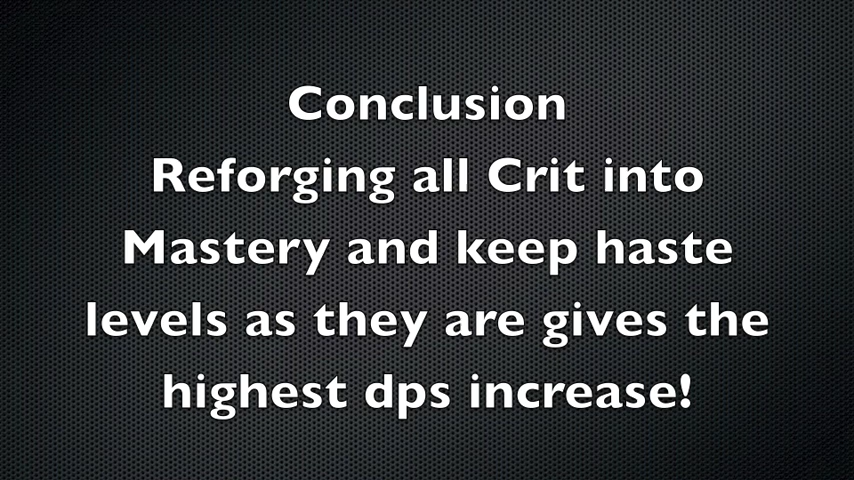 Conclusion
Reforging all Crit into
Mastery and keep haste
levels as they are gives the
highest dps increase!